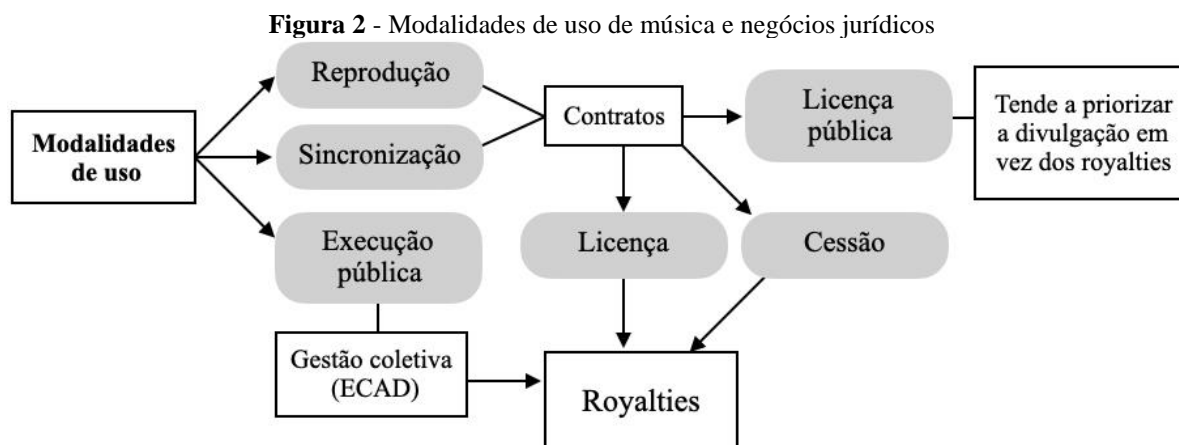 Figura 2 - Modalidades de uso de música e negócios jurídicos
Modalidades
de uso
Reprodução
Sincronização
Execução
pública
Gestão coletiva
(ECAD)
Contratos
Licença
Cessão
Royalties
Licença
pública
Tende a priorizar
a divulgação em
vez dos royalties